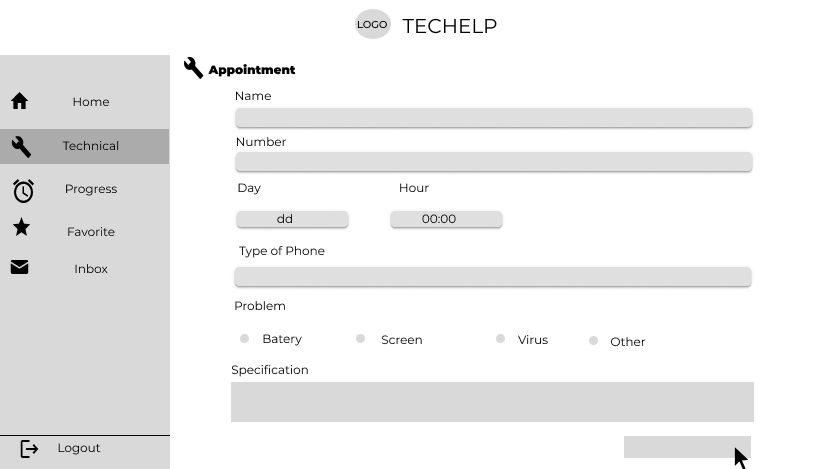 LOGO TECHELP
Appointment
Home
Technical
Progress
Favorite
Inbox
Logout
Name
Number
Day Hour
dd 00:00
Type of Phone
Problem
Batery Screen Virus Other
Specification